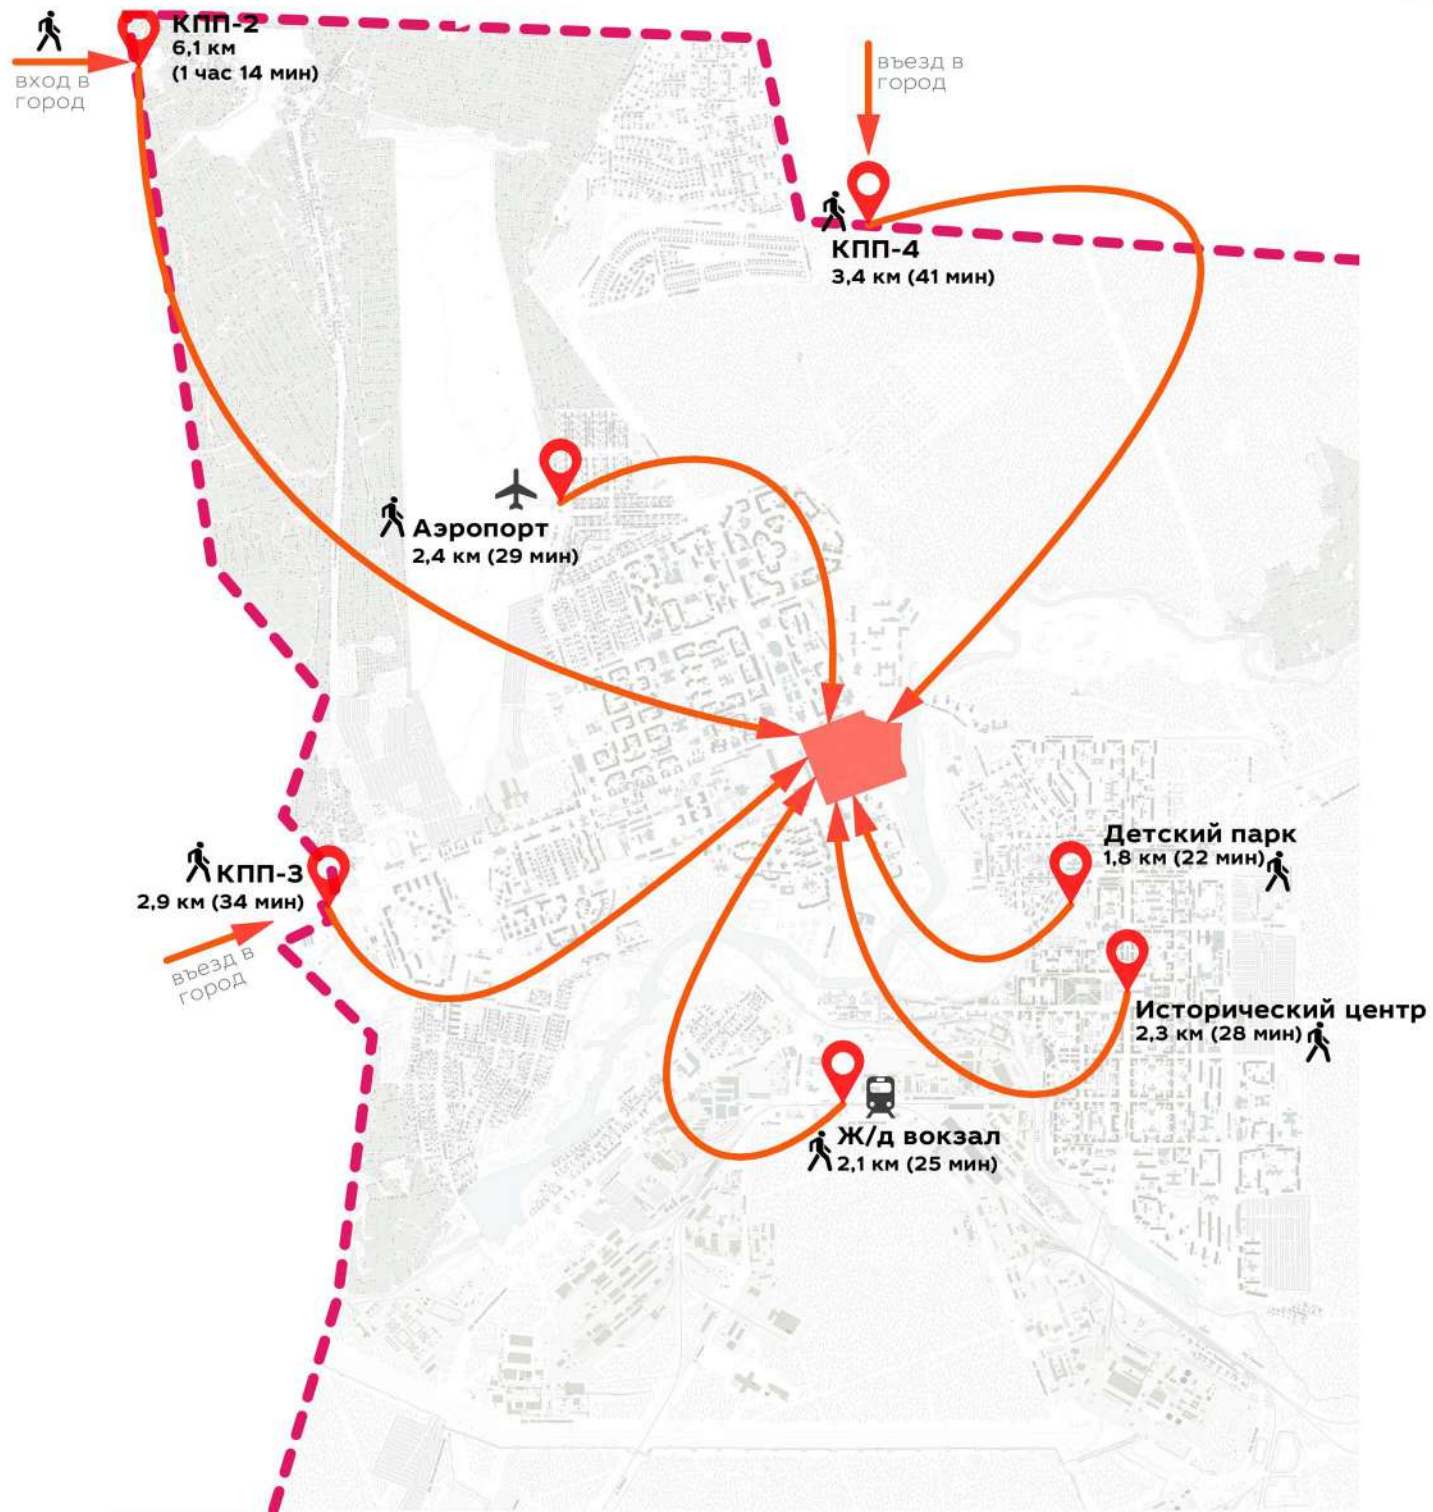 КПП-2
6,1 км
(1 час 14 мин)
вход в
город
въезд в
город
КПП-4
3,4 км (41 мин)
Аэропорт
2,4 км (29 мин)
Детский парк
1,8 км (22 мин)
КПП-3
2,9 км (34 мин)
въезд в
город
Исторический центр
2,3 км (28 мин)
Ж/д вокзал
2,1 км (25 мин)